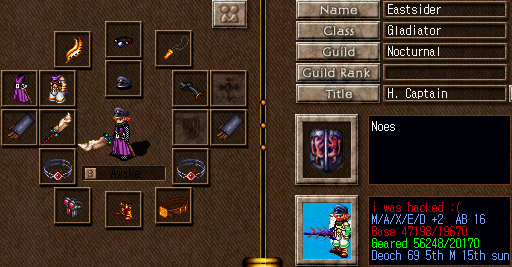 Name Eastsider
Class Gladiator
Guild Nocturnal
Guild Rank
Title H. Captain
Awake
Noes
i was hacked :(
M/A/X/E/D +2 AB 16
Base 47198/19670
Geared 56248/20170
Deoch 69 5th M 15th sun